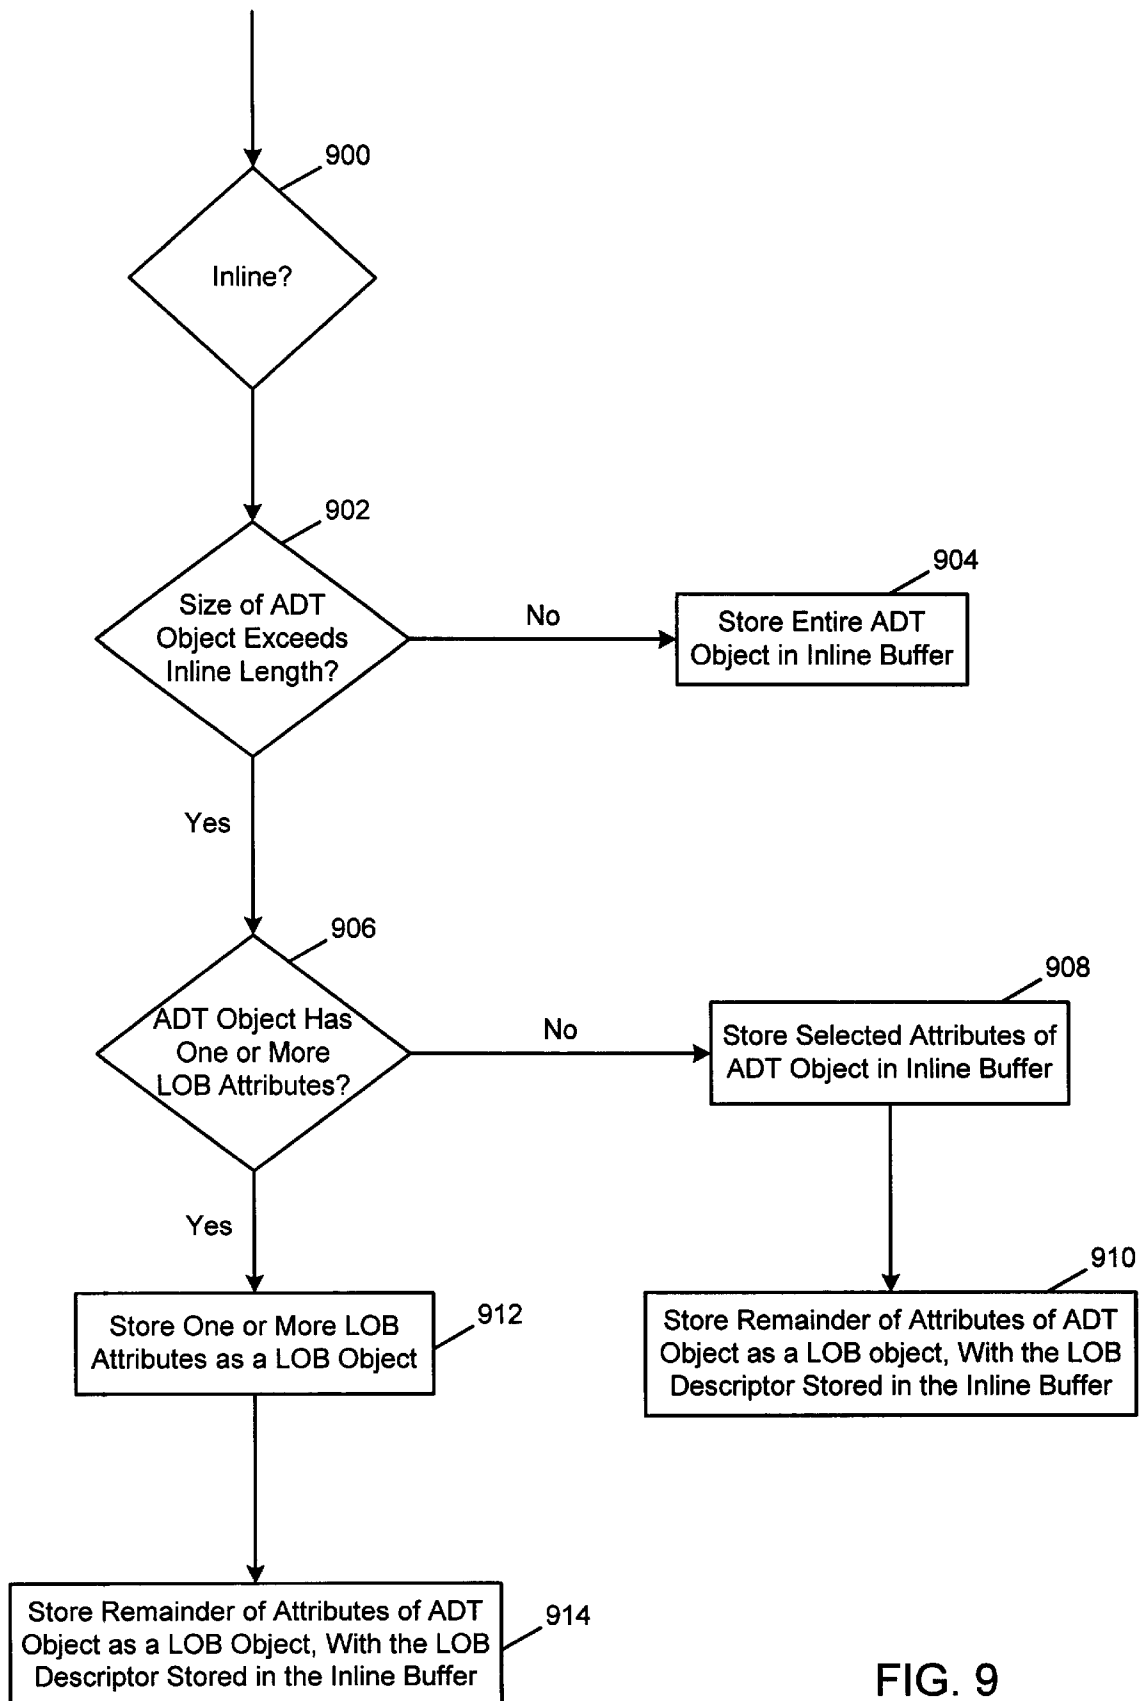 900
Inline?
902
Size of ADT
Object Exceeds
Inline Length?
No
904
Store Entire ADT
Object in Inline Buffer
Yes
906
ADT Object Has
One or More
LOB Attributes?
No
908
Store Selected Attributes of
ADT Object in Inline Buffer
Yes
910
Store Remainder of Attributes of ADT
Object as a LOB object, With the LOB
Descriptor Stored in the Inline Buffer
912
Store One or More LOB
Attributes as a LOB Object
914
Store Remainder of Attributes of ADT
Object as a LOB Object, With the LOB
Descriptor Stored in the Inline Buffer
FIG. 9